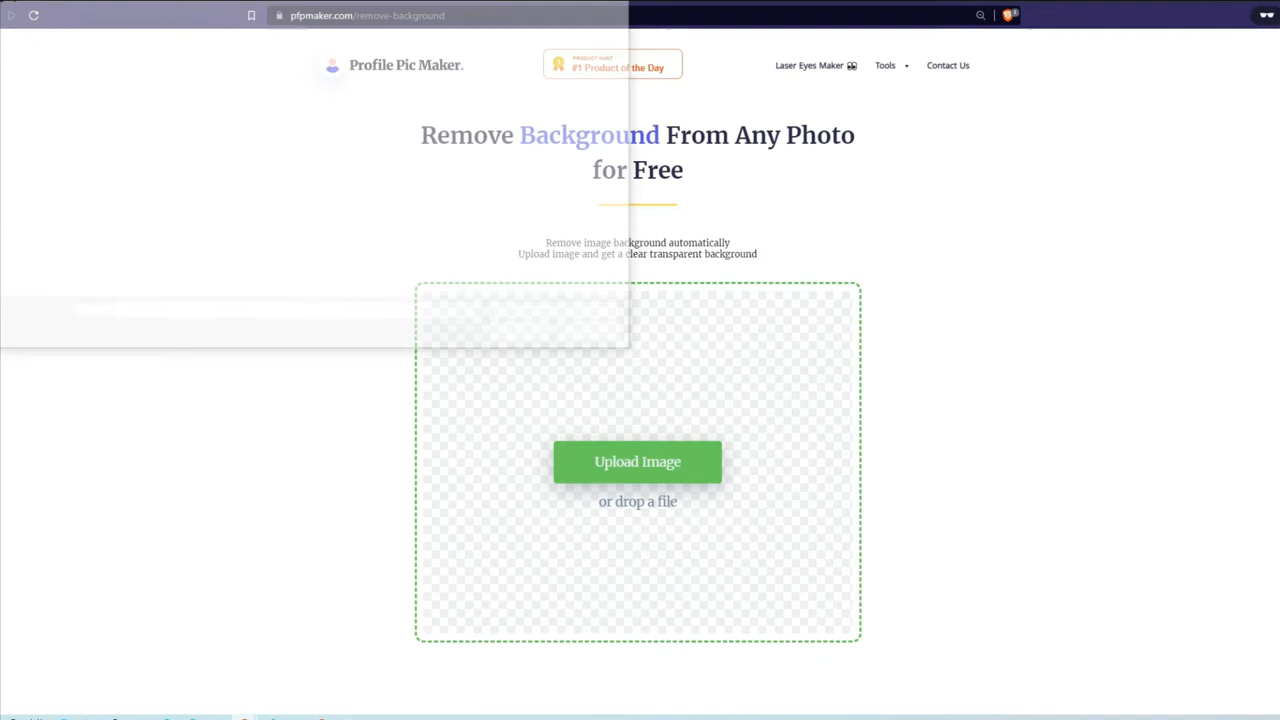 pfpmaker.com/remove-background
Profile Pic Maker.
PRODUCT HUNT
#1 Product of the Day
Laser Eyes Maker
Tools
Contact Us
Remove Background From Any Photo
for Free
Remove image background automatically
Upload image and get a clear transparent background
Upload Image
or drop a file